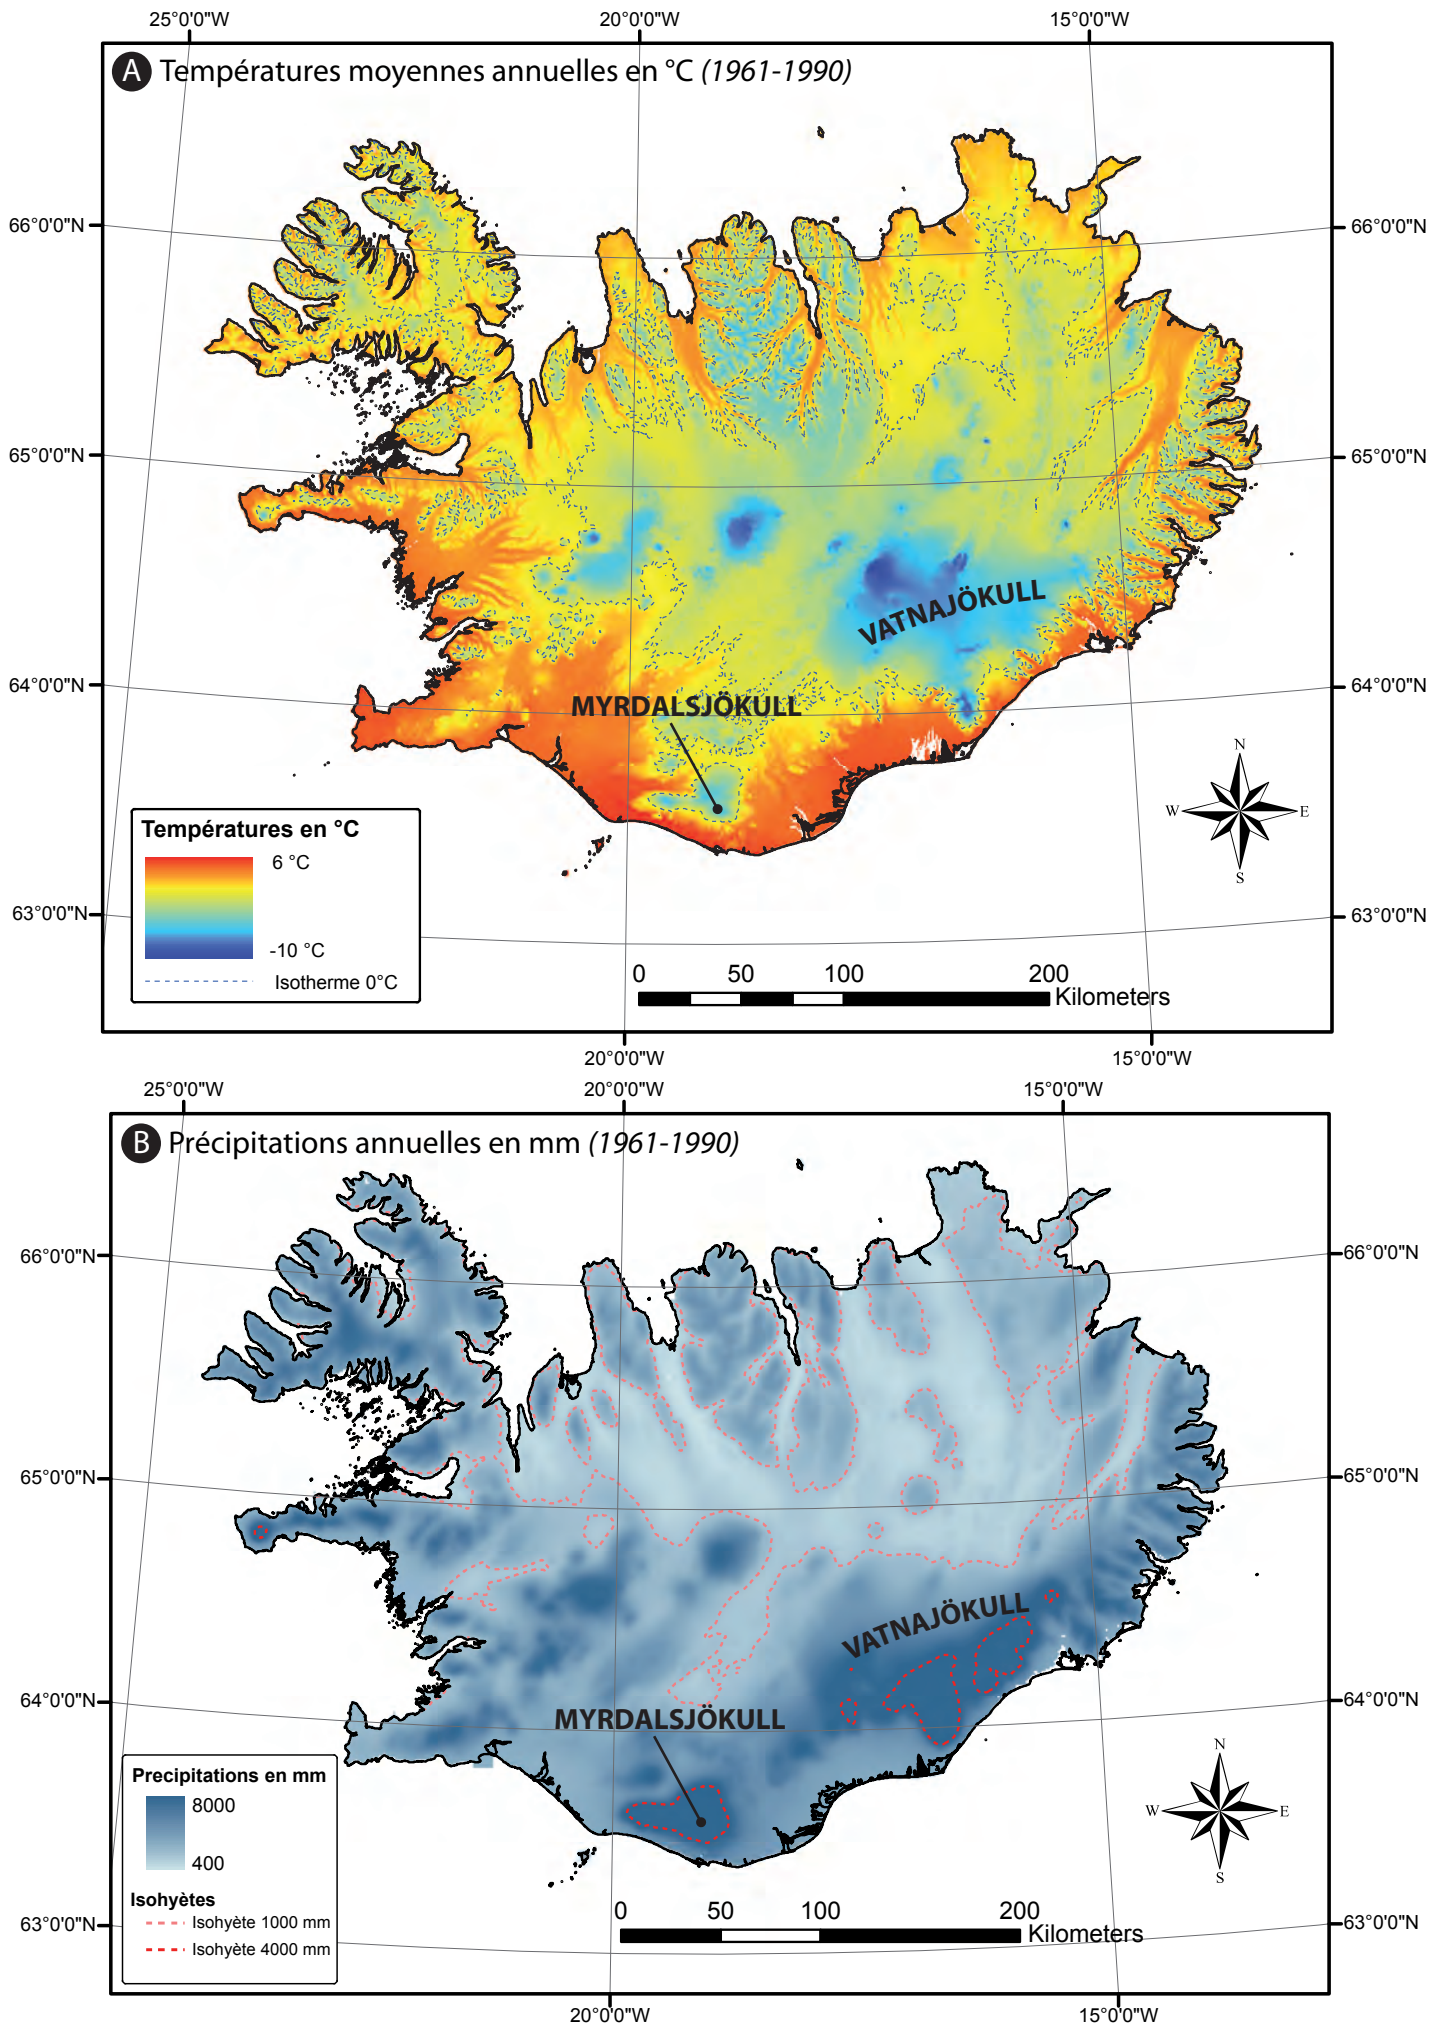 25°0'0"W 20°0'0"W 15°0'0"W
A Températures moyennes annuelles en °C (1961-1990)
66°0'0"N 66°0'0"N
65°0'0"N 65°0'0"N
VATNAJÖKULL
64°0'0"N 64°0'0"N
MYRDALSJÖKULL
N
W E
S
Températures en °C
6 °C
-10 °C
Isotherme 0°C
63°0'0"N 63°0'0"N
0 50 100 200
Kilometers
20°0'0"W 15°0'0"W
25°0'0"W 20°0'0"W 15°0'0"W
B Précipitations annuelles en mm (1961-1990)
66°0'0"N 66°0'0"N
65°0'0"N 65°0'0"N
VATNAJÖKULL
64°0'0"N 64°0'0"N
MYRDALSJÖKULL
N
W E
S
Precipitations en mm
8000
400
Isohyètes
Isohyète 1000 mm
Isohyète 4000 mm
63°0'0"N 63°0'0"N
0 50 100 200
Kilometers
20°0'0"W 15°0'0"W